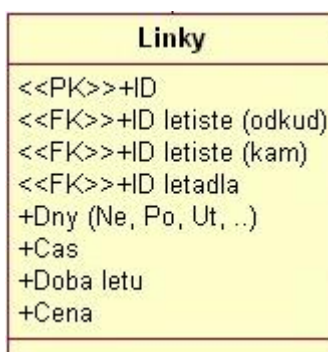 Linky
<<PK>>+ID
<<FK>>+ID letiste (odkud)
<<FK>>+ID letiste (kam)
<<FK>>+ID letadla
+Dny (Ne, Po, Ut, ..)
+Cas
+Doba letu
+Cena